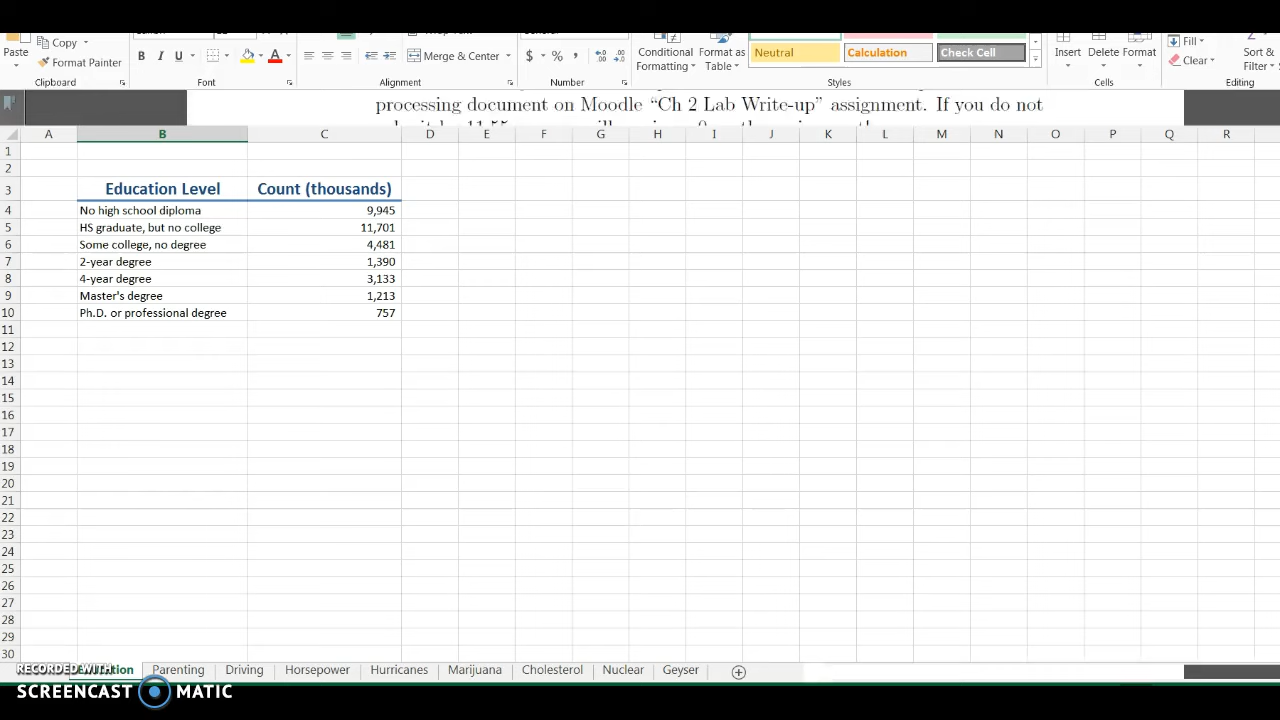 Paste
Copy
Format Painter
Clipboard
B I U
A
Font
Wrap Text
Merge & Center
Alignment
$ % ,
Number
Conditional Formatting
Format as Table
Neutral
Calculation
Check Cell
Styles
Insert Delete Format
Cells
Fill
Clear
Sort &
Filter
Editing
processing document on Moodle “Ch 2 Lab Write-up” assignment. If you do not
A B C D E F G H I J K L M N O P Q R
1
2
3 Education Level Count (thousands)
4 No high school diploma 9,945
5 HS graduate, but no college 11,701
6 Some college, no degree 4,481
7 2-year degree 1,390
8 4-year degree 3,133
9 Master's degree 1,213
10 Ph.D. or professional degree 757
11
12
13
14
15
16
17
18
19
20
21
22
23
24
25
26
27
28
29
30
Education Parenting Driving Horsepower Hurricanes Marijuana Cholesterol Nuclear Geyser
RECORDED WITH
SCREENCAST MATIC